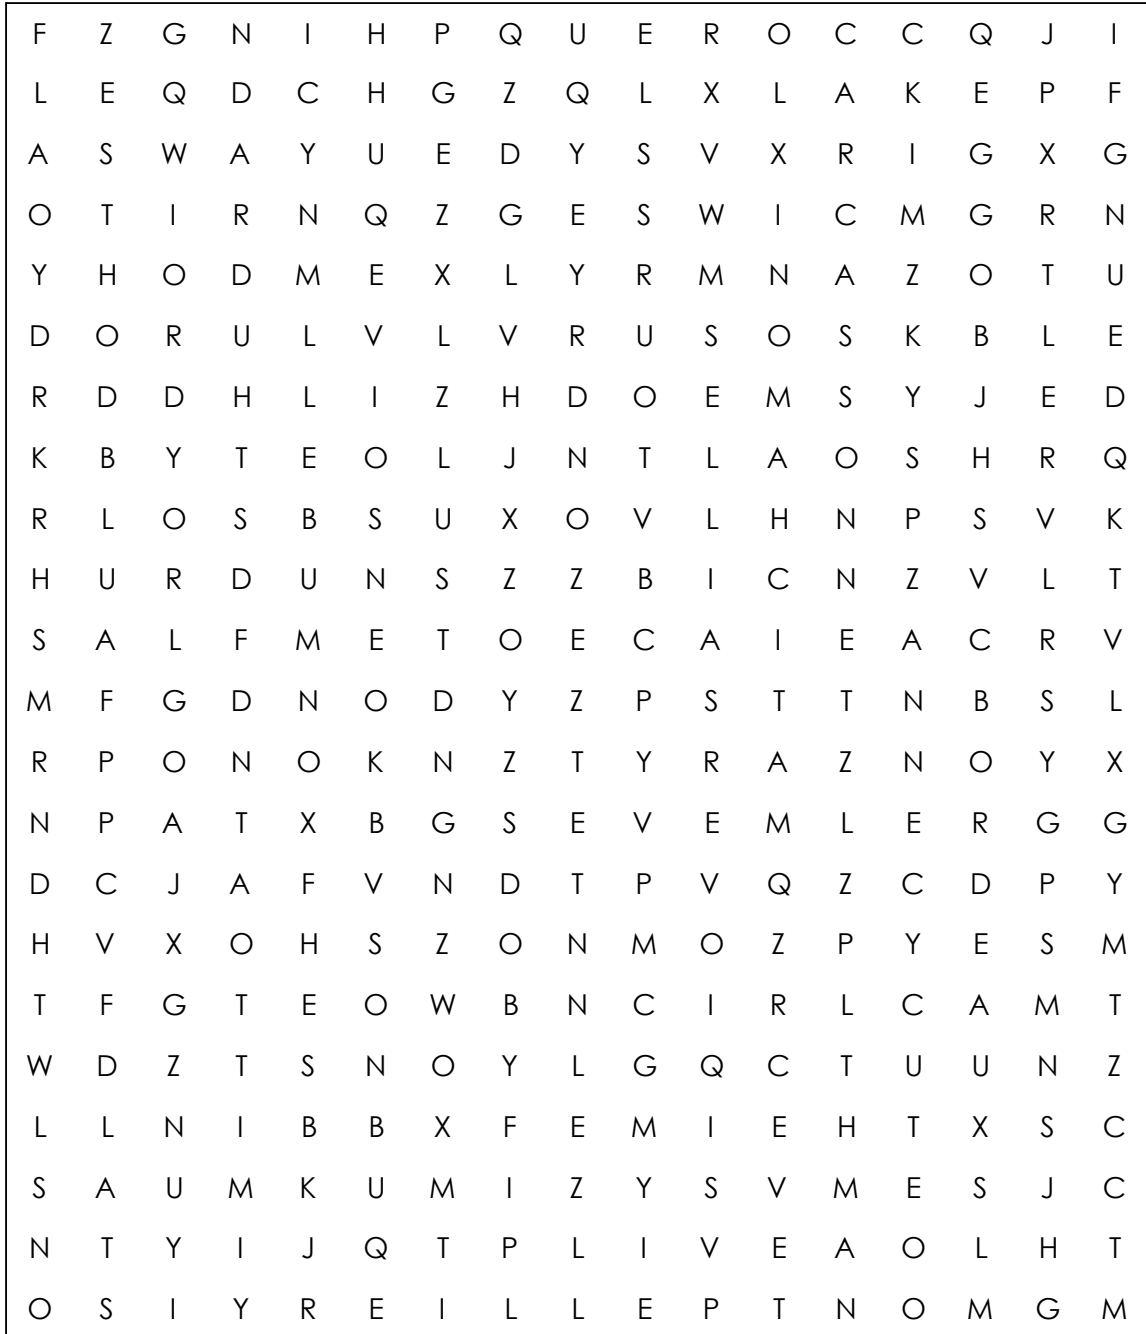 F Z G N I H P Q U E R O C C Q J I
L E Q D C H G Z Q L X L A K E P F
A S W A Y U E D Y S V X R I G X G
O T I R N Q Z G E S W I C M G R N
Y H O D M E X L Y R M N A Z O T U
D O R U L V L V R U S O S K B L E
R D D H L I Z H D O E M S Y J E D
K B Y T E O L J N T L A O S H R Q
R L O S B S U X O V L H N P S V K
H U R D U N S Z Z B I C N Z V L T
S A L F M E T O E C A I E A C R V
M F G D N O D Y Z P S T T N B S L
R P O N O K N Z T Y R A Z N O Y X
N P A T X B G S E V E M L E R G G
D C J A F V N D T P V Q Z C D P Y
H V X O H S Z O N M O Z P Y E S M
T F G T E O W B N C I R L C A M T
W D Z T S N O Y L G Q C T U U N Z
L L N I B B X F E M I E H T X S C
S A U M K U M I Z Y S V M E S J C
N T Y I J Q T P L I V E A O L H T
O S I Y R E I L L E P T N O M G M